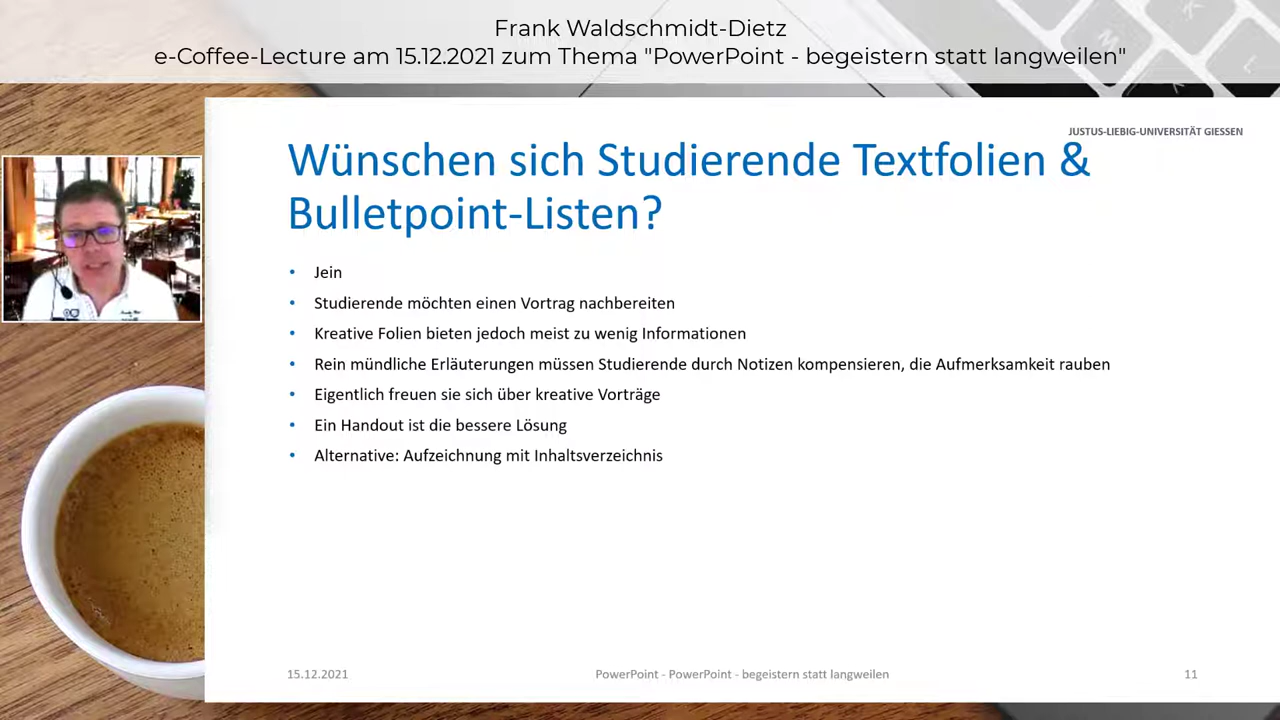 Frank Waldschmidt-Dietz
e-Coffee-Lecture am 15.12.2021 zum Thema "PowerPoint - begeistern statt langweilen"
JUSTUS-LIEBIG-UNIVERSITÄT GIESSEN
Wünschen sich Studierende Textfolien &
Bulletpoint-Listen?
• Jein
• Studierende möchten einen Vortrag nachbereiten
• Kreative Folien bieten jedoch meist zu wenig Informationen
• Rein mündliche Erläuterungen müssen Studierende durch Notizen kompensieren, die Aufmerksamkeit rauben
• Eigentlich freuen sie sich über kreative Vorträge
• Ein Handout ist die bessere Lösung
• Alternative: Aufzeichnung mit Inhaltsverzeichnis
15.12.2021 PowerPoint - PowerPoint - begeistern statt langweilen 11